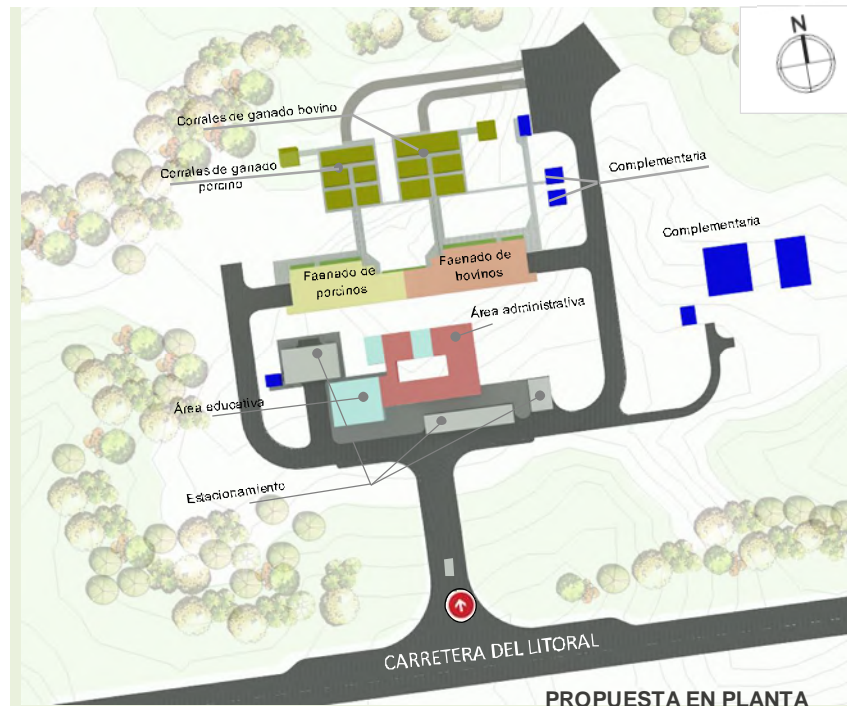 N
Corrales de ganado bovino
Corrales de ganado
porcino
Complementaria
Complementaria
Faenado de
porcinos
Faenado de
bovinos
Área administrativa
Área educativa
Estacionamiento
CARRETERA DEL LITORAL
PROPUESTA EN PLANTA